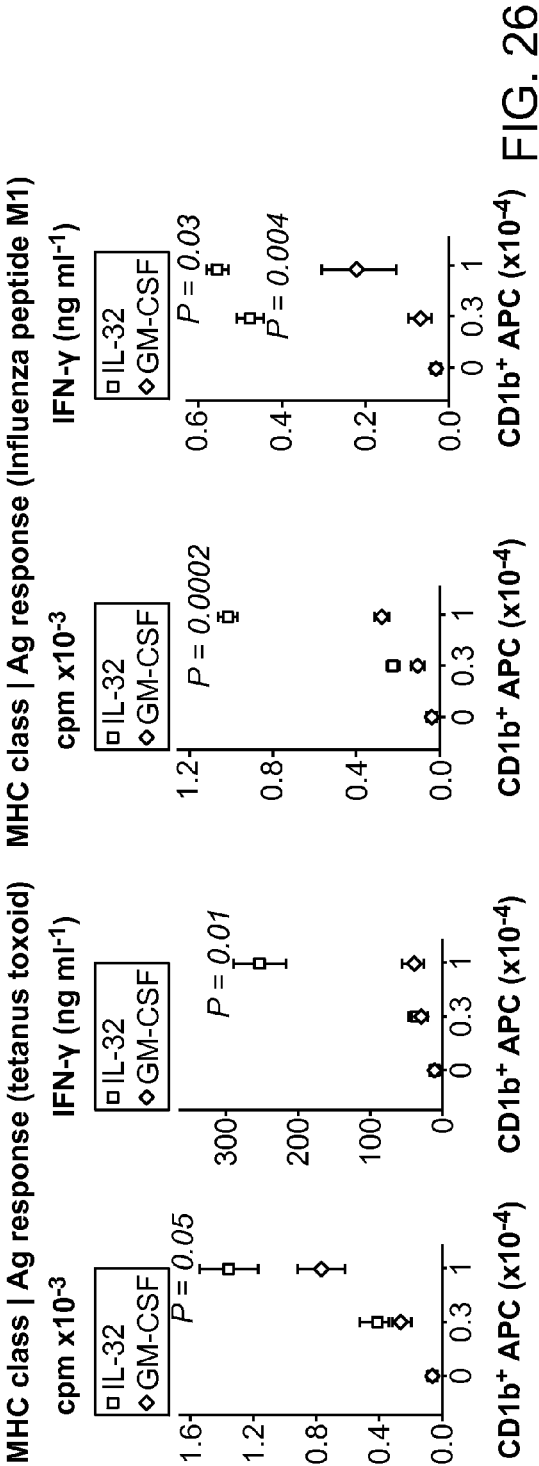 MHC class | Ag response (tetanus toxoid)
cpm x10-3
IL-32
GM-CSF
P = 0.05
1.6
1.2
0.8
0.4
0.0
0 0.3 1
CD1b+ APC (x10-4)
IFN-γ (ng ml-1)
IL-32
GM-CSF
P = 0.01
300
200
100
0
0 0.3 1
CD1b+ APC (x10-4)
MHC class | Ag response (Influenza peptide M1)
cpm x10-3
IL-32
GM-CSF
P = 0.0002
1.2
0.8
0.4
0.0
0 0.3 1
CD1b+ APC (x10-4)
IFN-γ (ng ml-1)
IL-32
GM-CSF
P = 0.03
P = 0.004
0.6
0.4
0.2
0.0
0 0.3 1
CD1b+ APC (x10-4)
FIG. 26